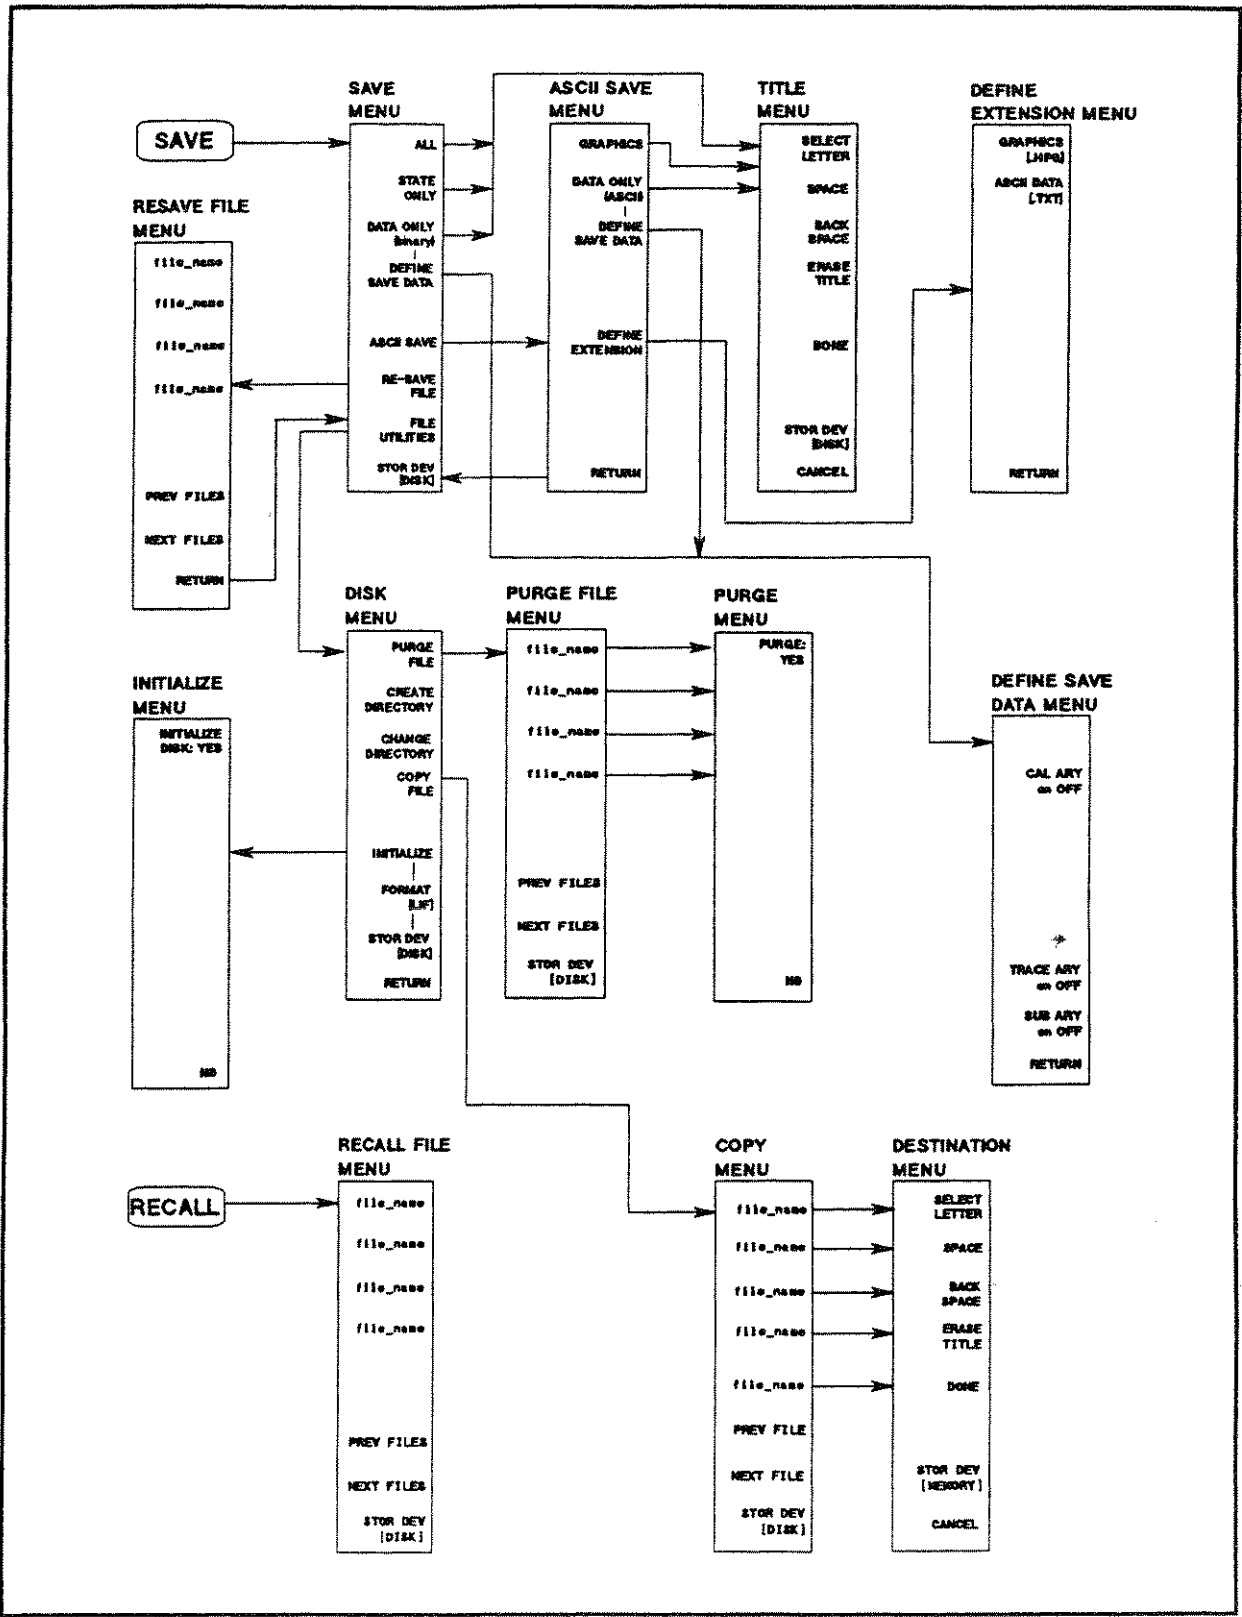 SAVE
SAVE
MENU
ALL
STATE
ONLY
DATA ONLY
(binary)
DEFINE
SAVE DATA
ASCII SAVE
RE-SAVE
FILE
FILE
UTILITIES
STOR DEV
[DISK]
ASCII SAVE
MENU
GRAPHICS
DATA ONLY
(ASCII)
DEFINE
SAVE DATA
DEFINE
EXTENSION
RETURN
TITLE
MENU
SELECT
LETTER
SPACE
BACK
SPACE
ERASE
TITLE
DONE
STOR DEV
[DISK]
CANCEL
DEFINE
EXTENSION MENU
GRAPHICS
[.HPG]
ASCII DATA
[.TXT]
RETURN
RESAVE FILE
MENU
file_name
file_name
file_name
file_name
PREV FILES
NEXT FILES
RETURN
DISK
MENU
PURGE
FILE
CREATE
DIRECTORY
CHANGE
DIRECTORY
COPY
FILE
INITIALIZE
FORMAT
[LIF]
STOR DEV
[DISK]
RETURN
PURGE FILE
MENU
file_name
file_name
file_name
file_name
PREV FILES
NEXT FILES
STOR DEV
[DISK]
PURGE
MENU
PURGE:
YES
NO
INITIALIZE
MENU
INITIALIZE
DISK: YES
NO
DEFINE SAVE
DATA MENU
CAL ARY
on OFF
TRACE ARY
on OFF
SUB ARY
on OFF
RETURN
RECALL
RECALL FILE
MENU
file_name
file_name
file_name
file_name
PREV FILES
NEXT FILES
STOR DEV
[DISK]
COPY
MENU
file_name
file_name
file_name
file_name
file_name
PREV FILE
NEXT FILE
STOR DEV
[DISK]
DESTINATION
MENU
SELECT
LETTER
SPACE
BACK
SPACE
ERASE
TITLE
DONE
STOR DEV
[MEMORY]
CANCEL